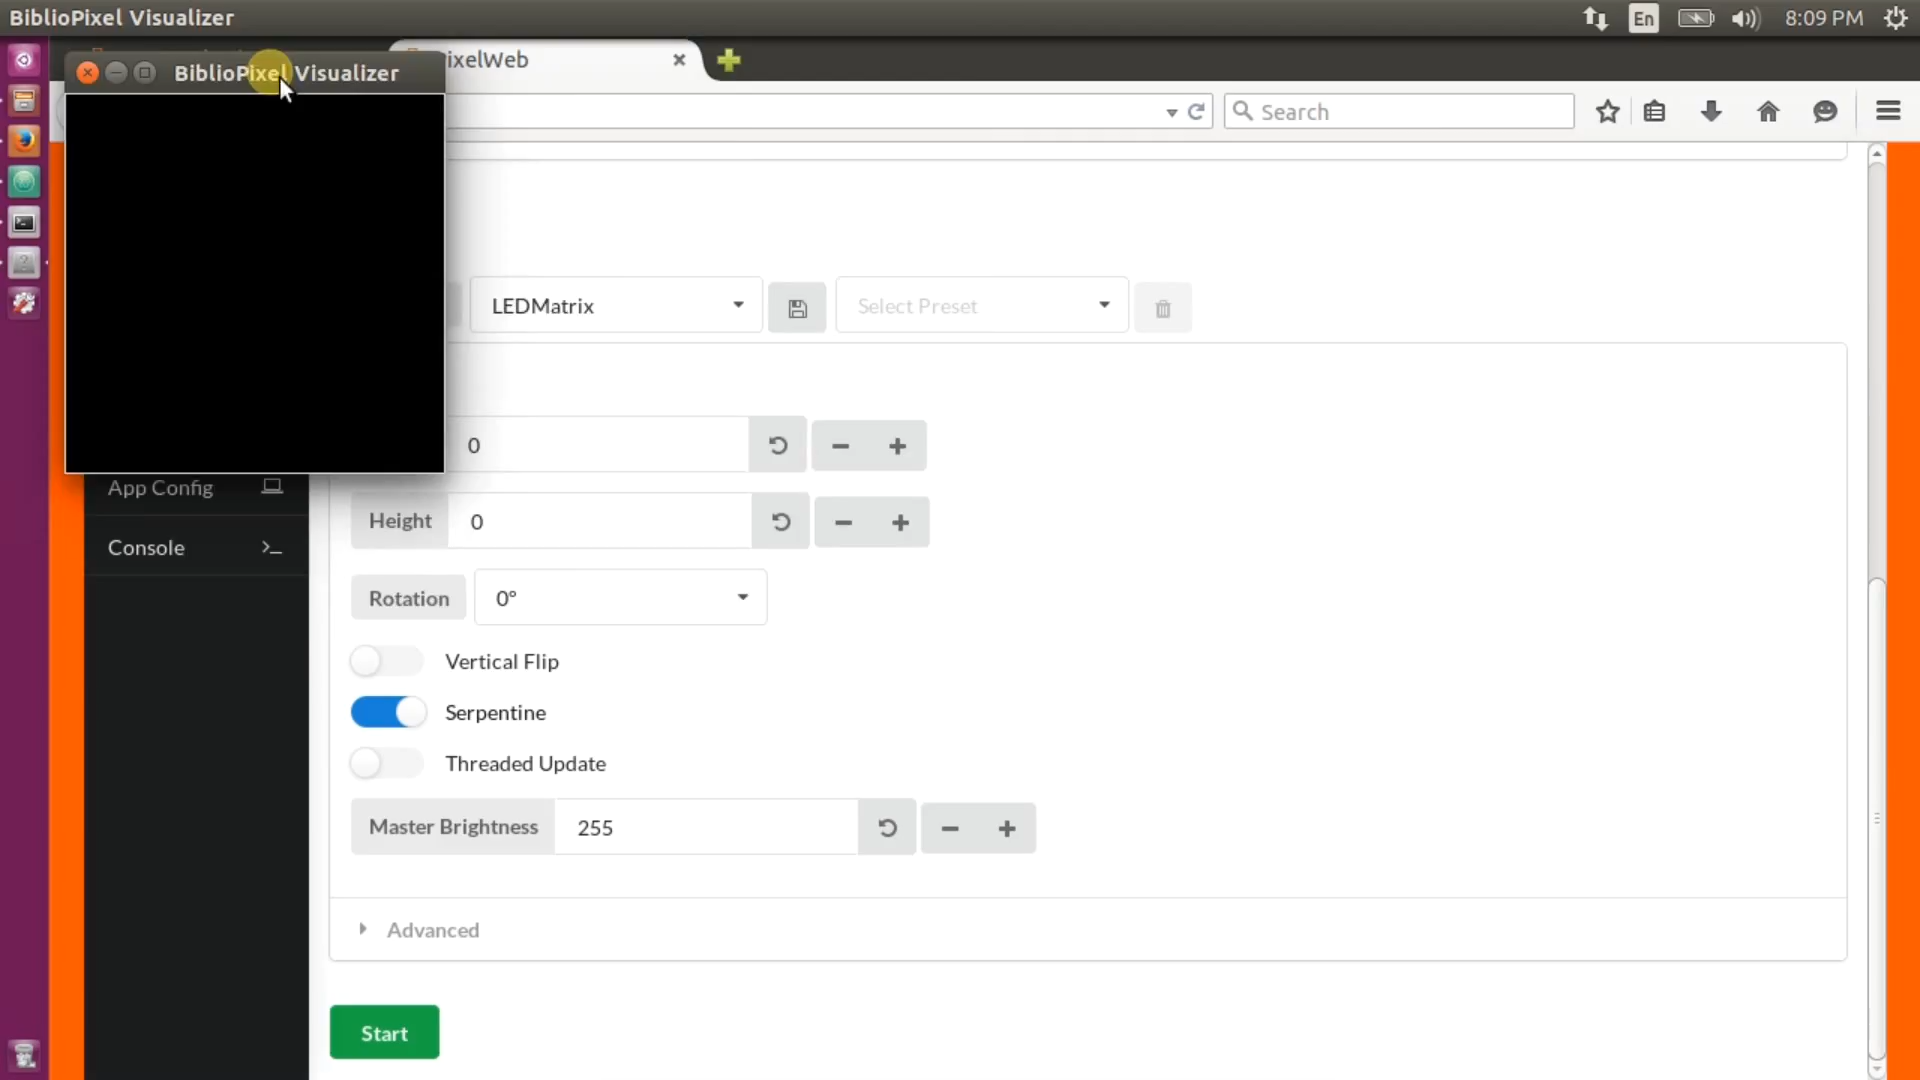 BiblioPixel Visualizer
En
8:09 PM
BiblioPixel Visualizer
ixelWeb
Search
LEDMatrix
Select Preset
0
Height
0
App Config
Console
Rotation
0°
Vertical Flip
Serpentine
Threaded Update
Master Brightness
255
Advanced
Start